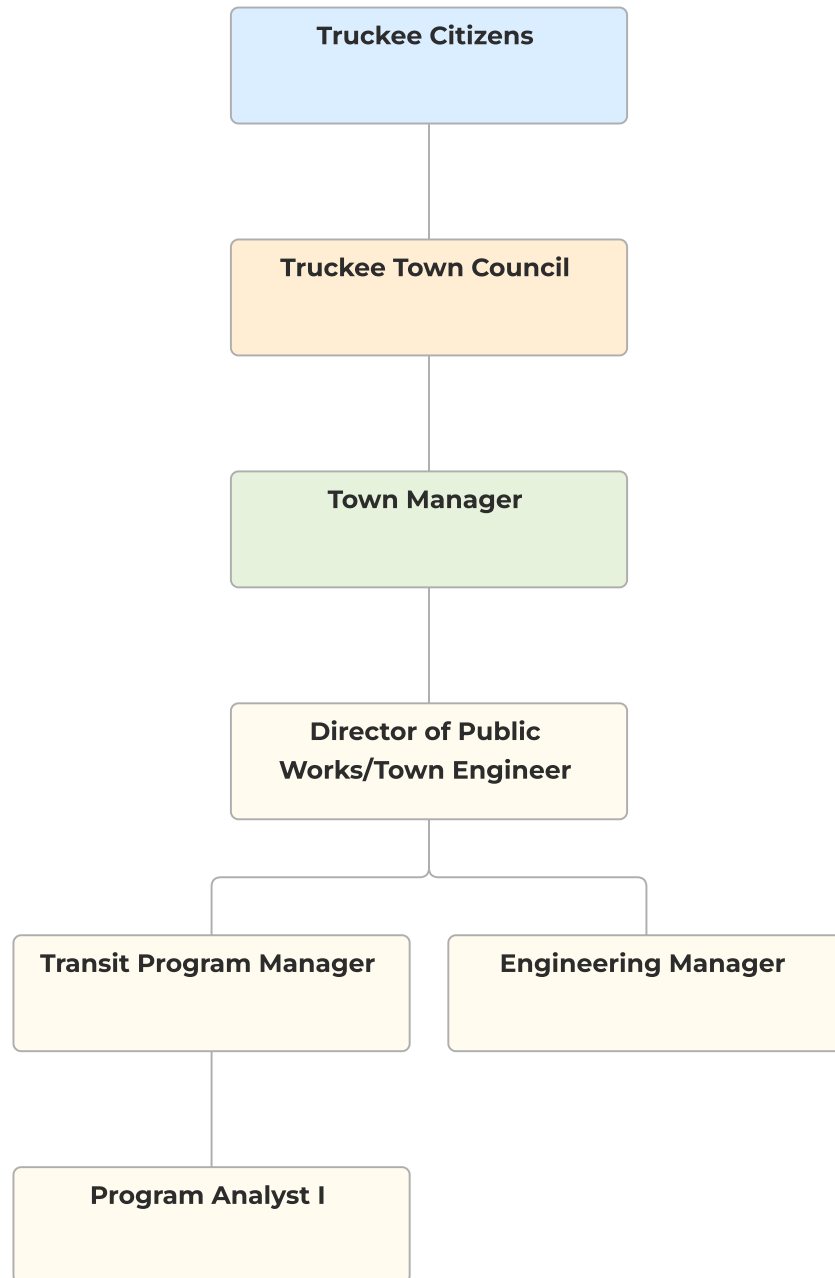 Truckee Citizens
Truckee Town Council
Town Manager
Director of Public
Works/Town Engineer
Transit Program Manager
Engineering Manager
Program Analyst I